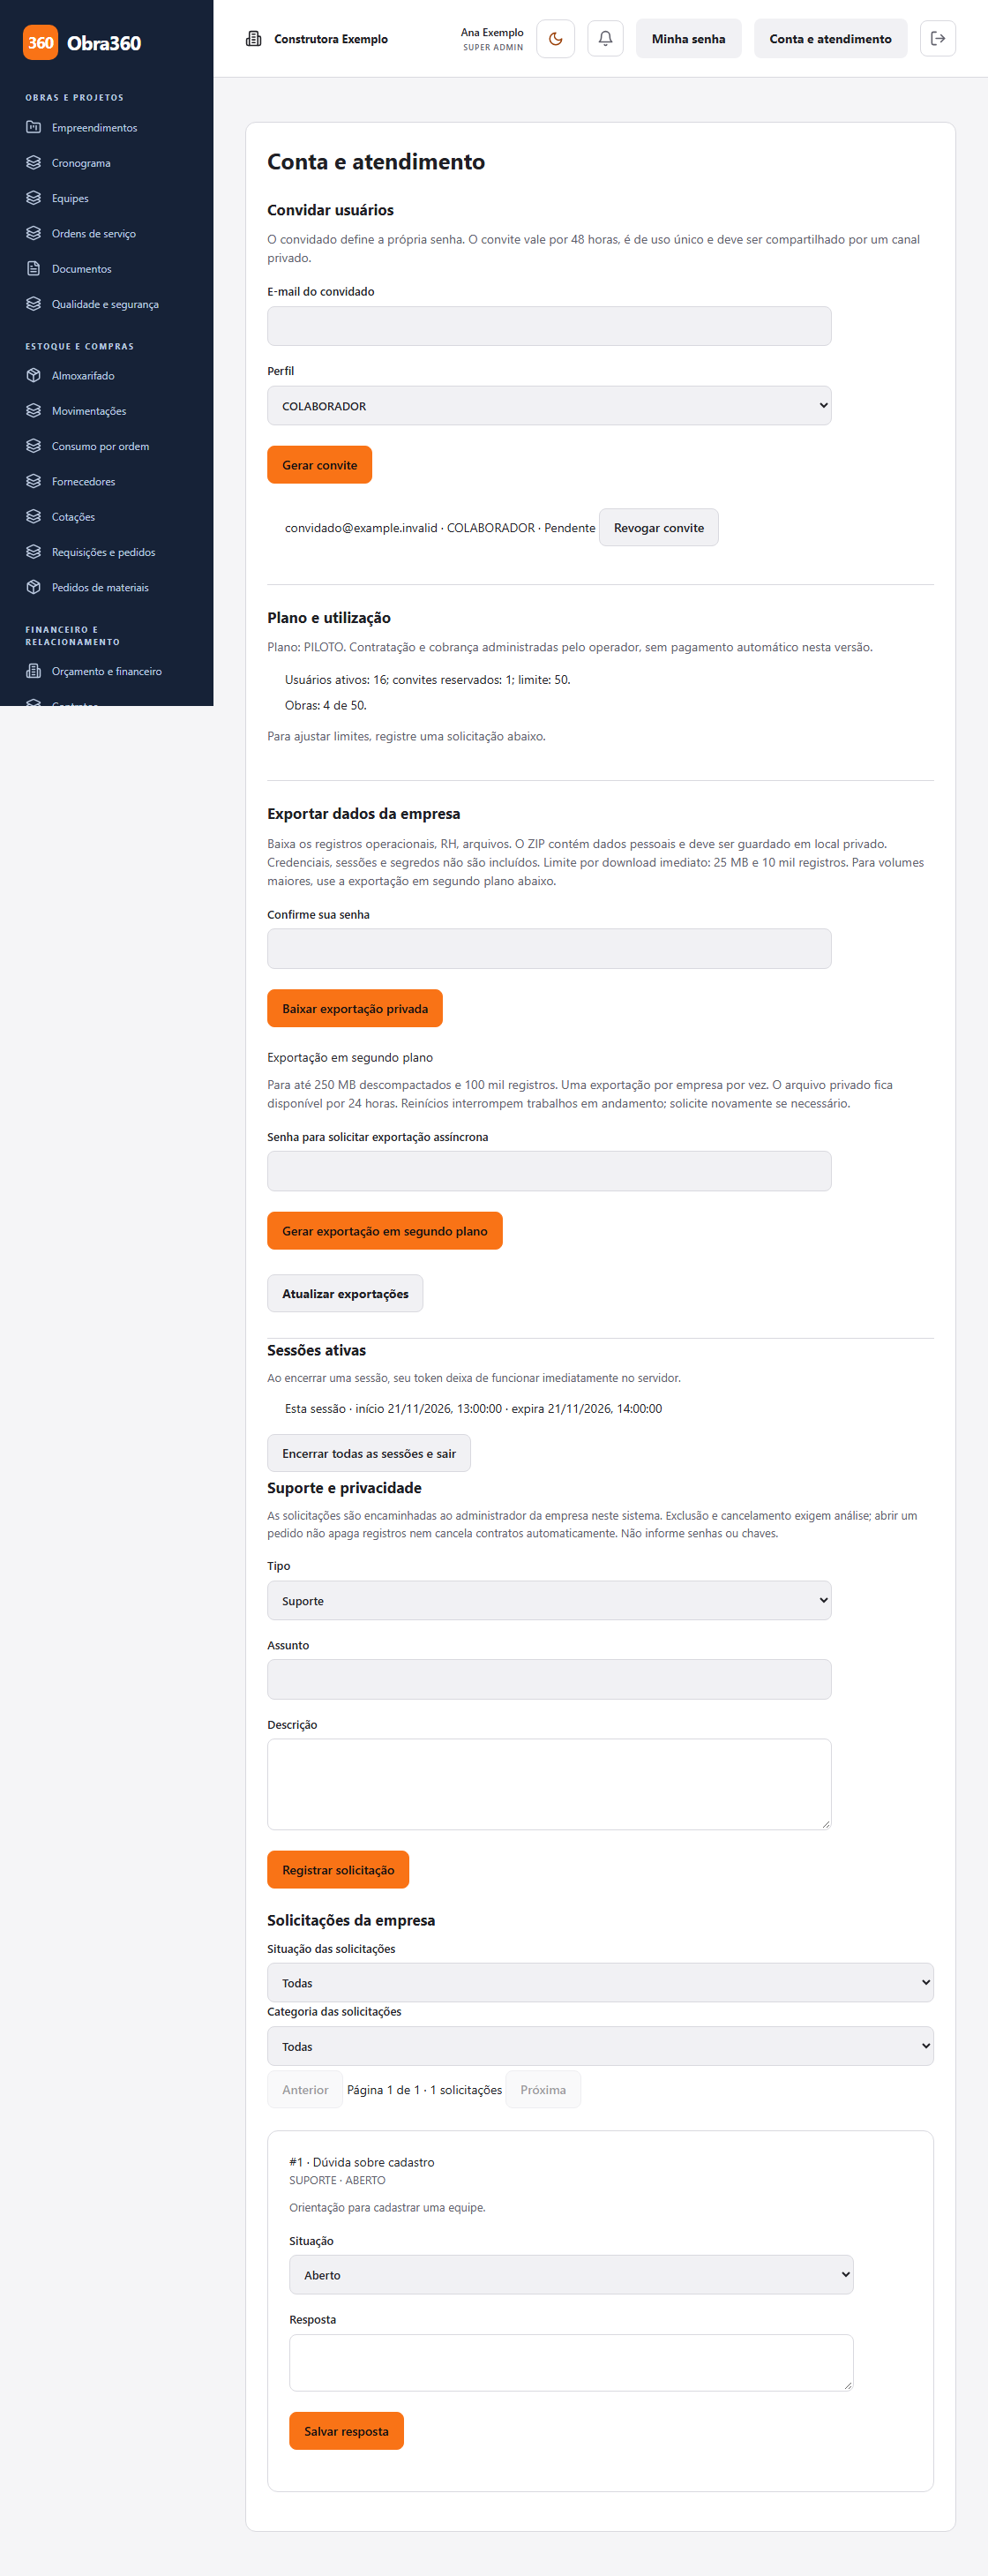 360 Obra360
OBRAS E PROJETOS
Empreendimentos
Cronograma
Equipes
Ordens de serviço
Documentos
Qualidade e segurança
ESTOQUE E COMPRAS
Almoxarifado
Movimentações
Consumo por ordem
Fornecedores
Cotações
Requisições e pedidos
Pedidos de materiais
FINANCEIRO E
RELACIONAMENTO
Orçamento e financeiro
Contratos
Construtora Exemplo
Ana Exemplo
SUPER ADMIN
Minha senha
Conta e atendimento
Conta e atendimento
Convidar usuários
O convidado define a própria senha. O convite vale por 48 horas, é de uso único e deve ser compartilhado por um canal
privado.
E-mail do convidado
Perfil
COLABORADOR
Gerar convite
convidado@example.invalid · COLABORADOR · Pendente Revogar convite
Plano e utilização
Plano: PILOTO. Contratação e cobrança administradas pelo operador, sem pagamento automático nesta versão.
Usuários ativos: 16; convites reservados: 1; limite: 50.
Obras: 4 de 50.
Para ajustar limites, registre uma solicitação abaixo.
Exportar dados da empresa
Baixa os registros operacionais, RH, arquivos. O ZIP contém dados pessoais e deve ser guardado em local privado.
Credenciais, sessões e segredos não são incluídos. Limite por download imediato: 25 MB e 10 mil registros. Para volumes
maiores, use a exportação em segundo plano abaixo.
Confirme sua senha
Baixar exportação privada
Exportação em segundo plano
Para até 250 MB descompactados e 100 mil registros. Uma exportação por empresa por vez. O arquivo privado fica
disponível por 24 horas. Reinícios interrompem trabalhos em andamento; solicite novamente se necessário.
Senha para solicitar exportação assíncrona
Gerar exportação em segundo plano
Atualizar exportações
Sessões ativas
Ao encerrar uma sessão, seu token deixa de funcionar imediatamente no servidor.
Esta sessão · início 21/11/2026, 13:00:00 · expira 21/11/2026, 14:00:00
Encerrar todas as sessões e sair
Suporte e privacidade
As solicitações são encaminhadas ao administrador da empresa neste sistema. Exclusão e cancelamento exigem análise; abrir um
pedido não apaga registros nem cancela contratos automaticamente. Não informe senhas ou chaves.
Tipo
Suporte
Assunto
Descrição
Registrar solicitação
Solicitações da empresa
Situação das solicitações
Todas
Categoria das solicitações
Todas
Anterior Página 1 de 1 · 1 solicitações Próxima
#1 · Dúvida sobre cadastro
SUPORTE · ABERTO
Orientação para cadastrar uma equipe.
Situação
Aberto
Resposta
Salvar resposta